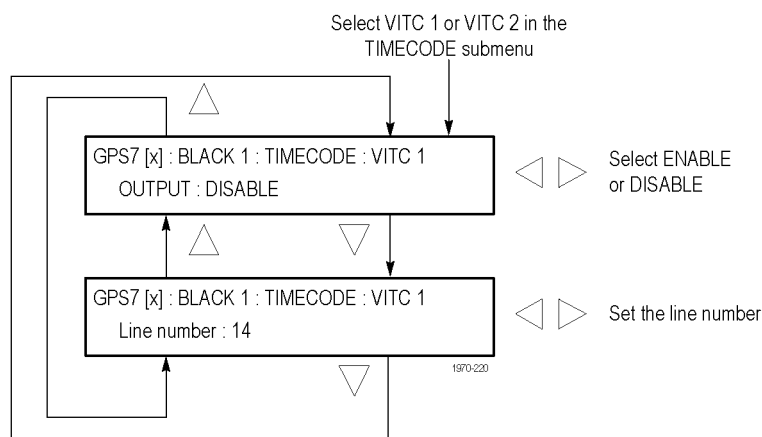 Select VITC 1 or VITC 2 in the
TIMECODE submenu
GPS7 [x] : BLACK 1 : TIMECODE : VITC 1
OUTPUT : DISABLE
Select ENABLE
or DISABLE
GPS7 [x] : BLACK 1 : TIMECODE : VITC 1
Line number : 14
Set the line number
1970-220